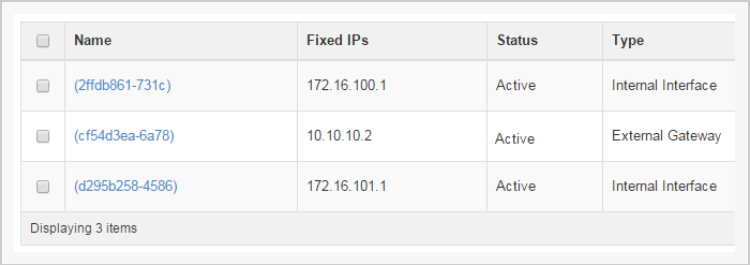 Name Fixed IPs Status Type
(2ffdb861-731c) 172.16.100.1 Active Internal Interface
(cf54d3ea-6a78) 10.10.10.2 Active External Gateway
(d295b258-4586) 172.16.101.1 Active Internal Interface
Displaying 3 items